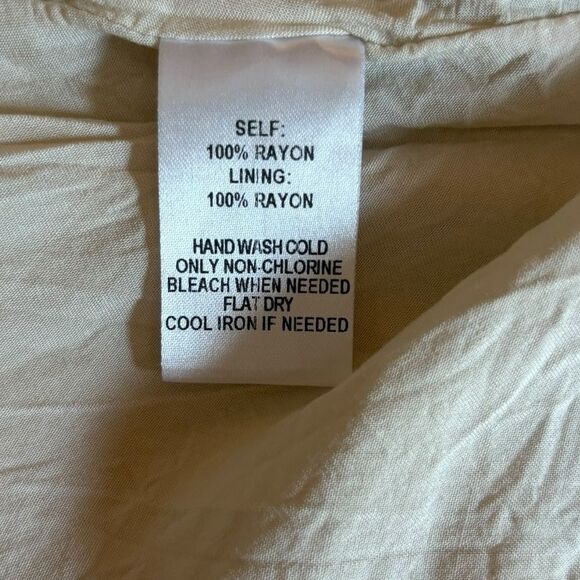 SELF:
100% RAYON
LINING:
100% RAYON
HAND WASH COLD
ONLY NON-CHLORINE
BLEACH WHEN NEEDED
FLAT DRY
COOL IRON IF NEEDED